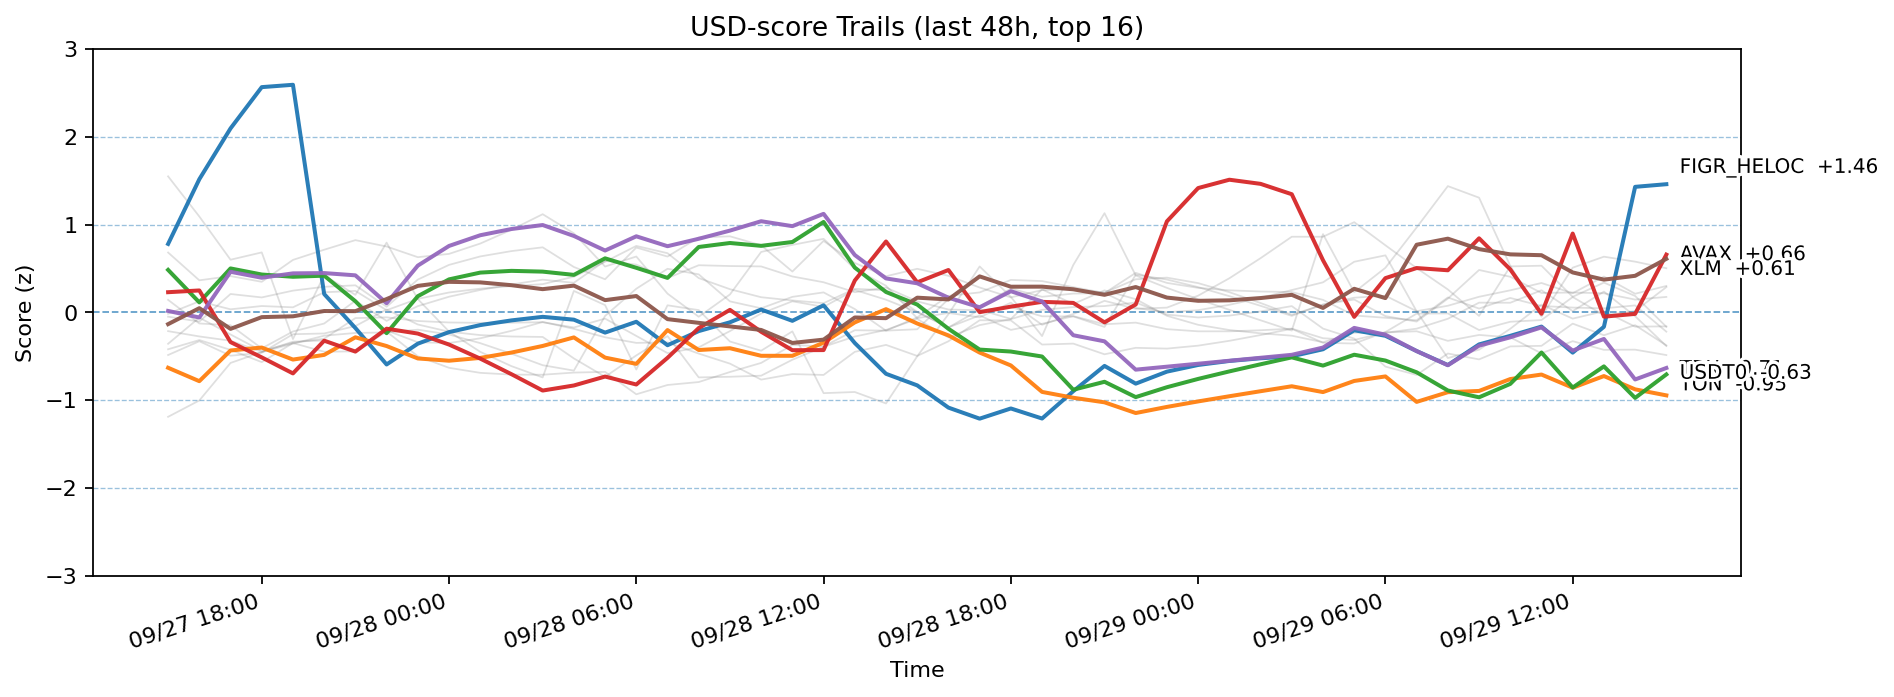 USD-score Trails (last 48h, top 16)
3
2
1
0
−1
−2
−3
Score (z)
FIGR_HELOC +1.46
AVAX +0.66
XLM +0.61
USDT0 -0.63
TON -0.95
09/27 18:00
09/28 00:00
09/28 06:00
09/28 12:00
09/28 18:00
09/29 00:00
09/29 06:00
09/29 12:00
Time